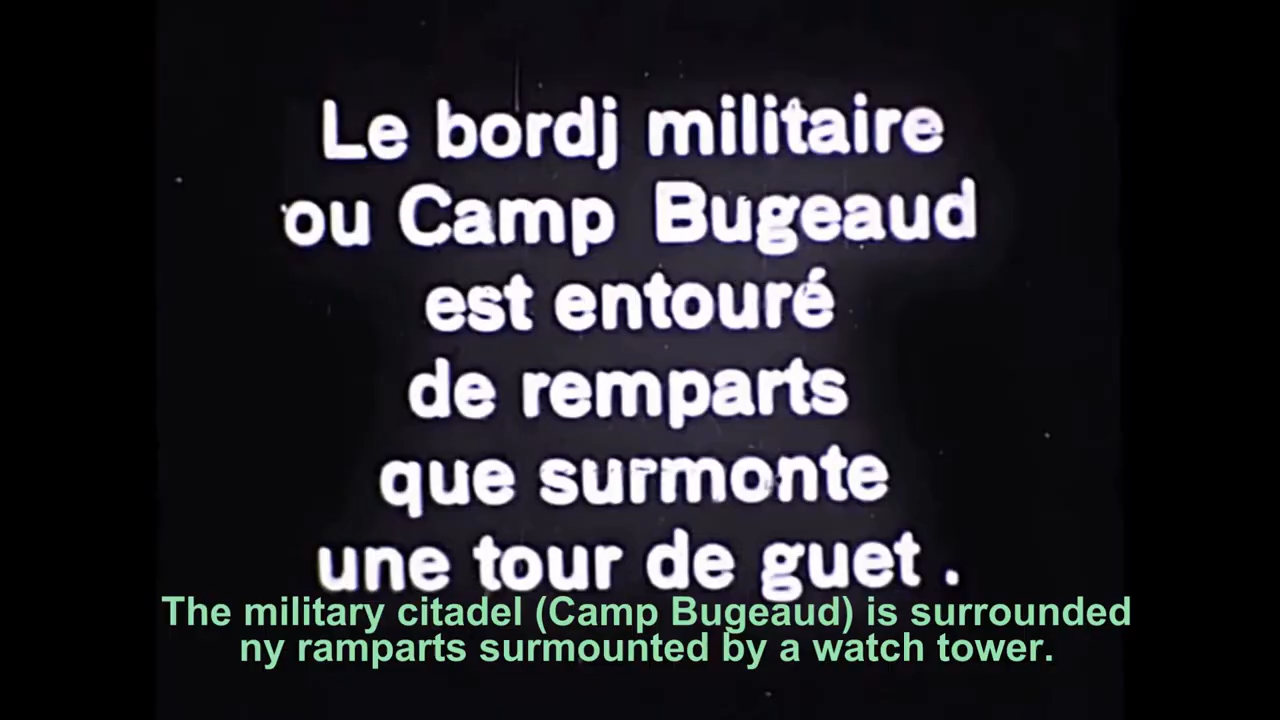 Le bordj militaire
ou Camp Bugeaud
est entouré
de remparts
que surmonte
une tour de guet .
The military citadel (Camp Bugeaud) is surrounded
ny ramparts surmounted by a watch tower.